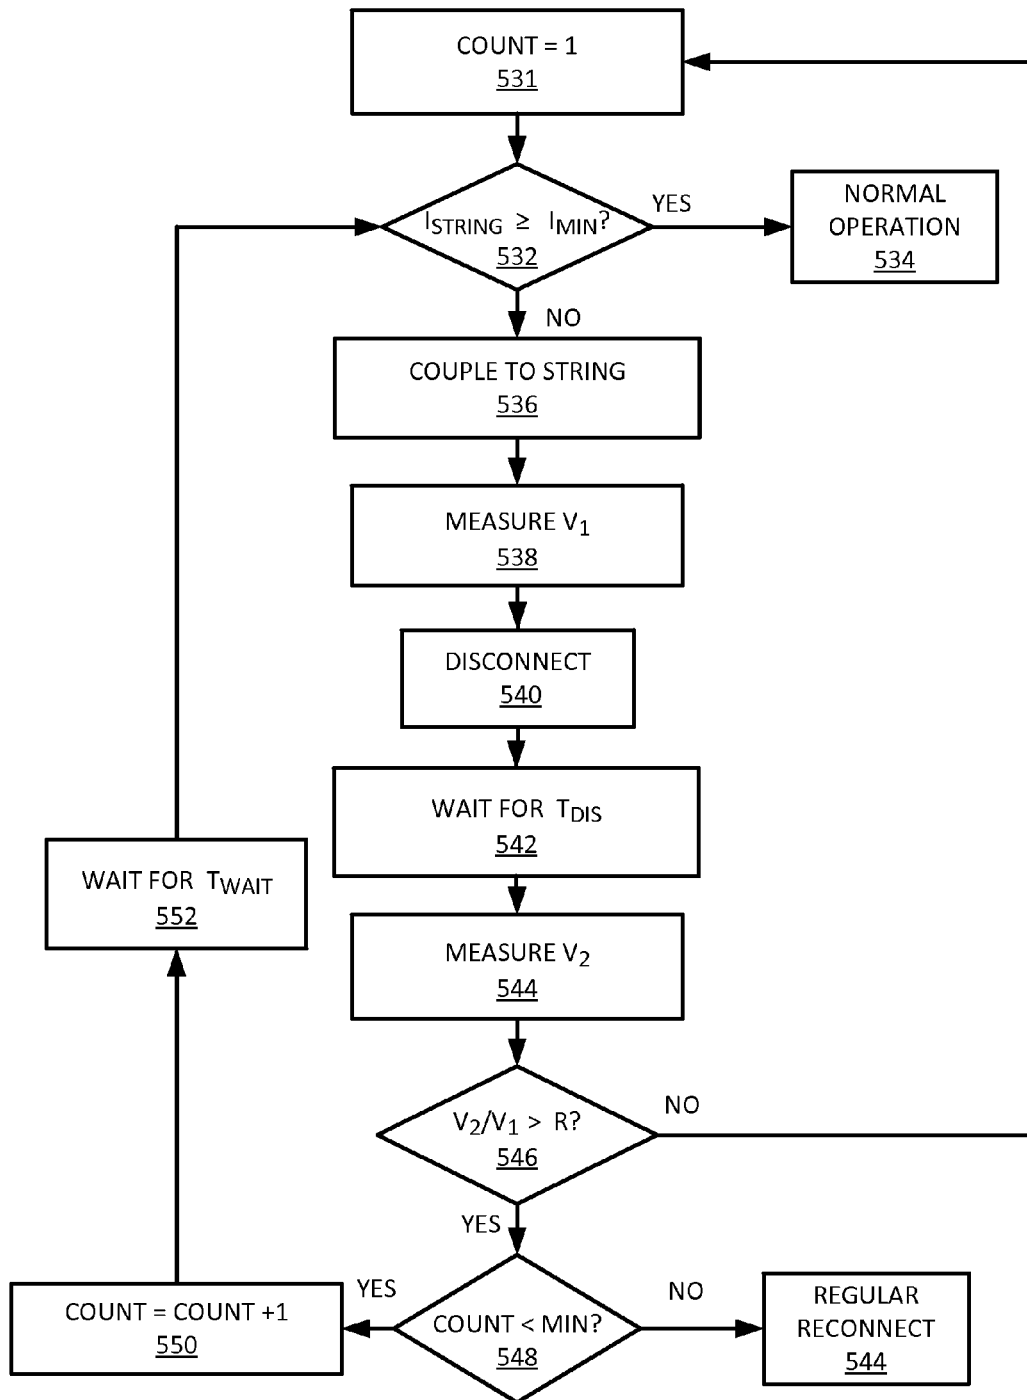 COUNT = 1
531
I STRING ≥ I MIN?
532
YES
NORMAL
OPERATION
534
NO
COUPLE TO STRING
536
MEASURE V1
538
DISCONNECT
540
WAIT FOR TDIS
542
WAIT FOR TWAIT
552
MEASURE V2
544
V2/V1 > R?
546
NO
YES
COUNT < MIN?
548
YES
NO
COUNT = COUNT +1
550
REGULAR
RECONNECT
544